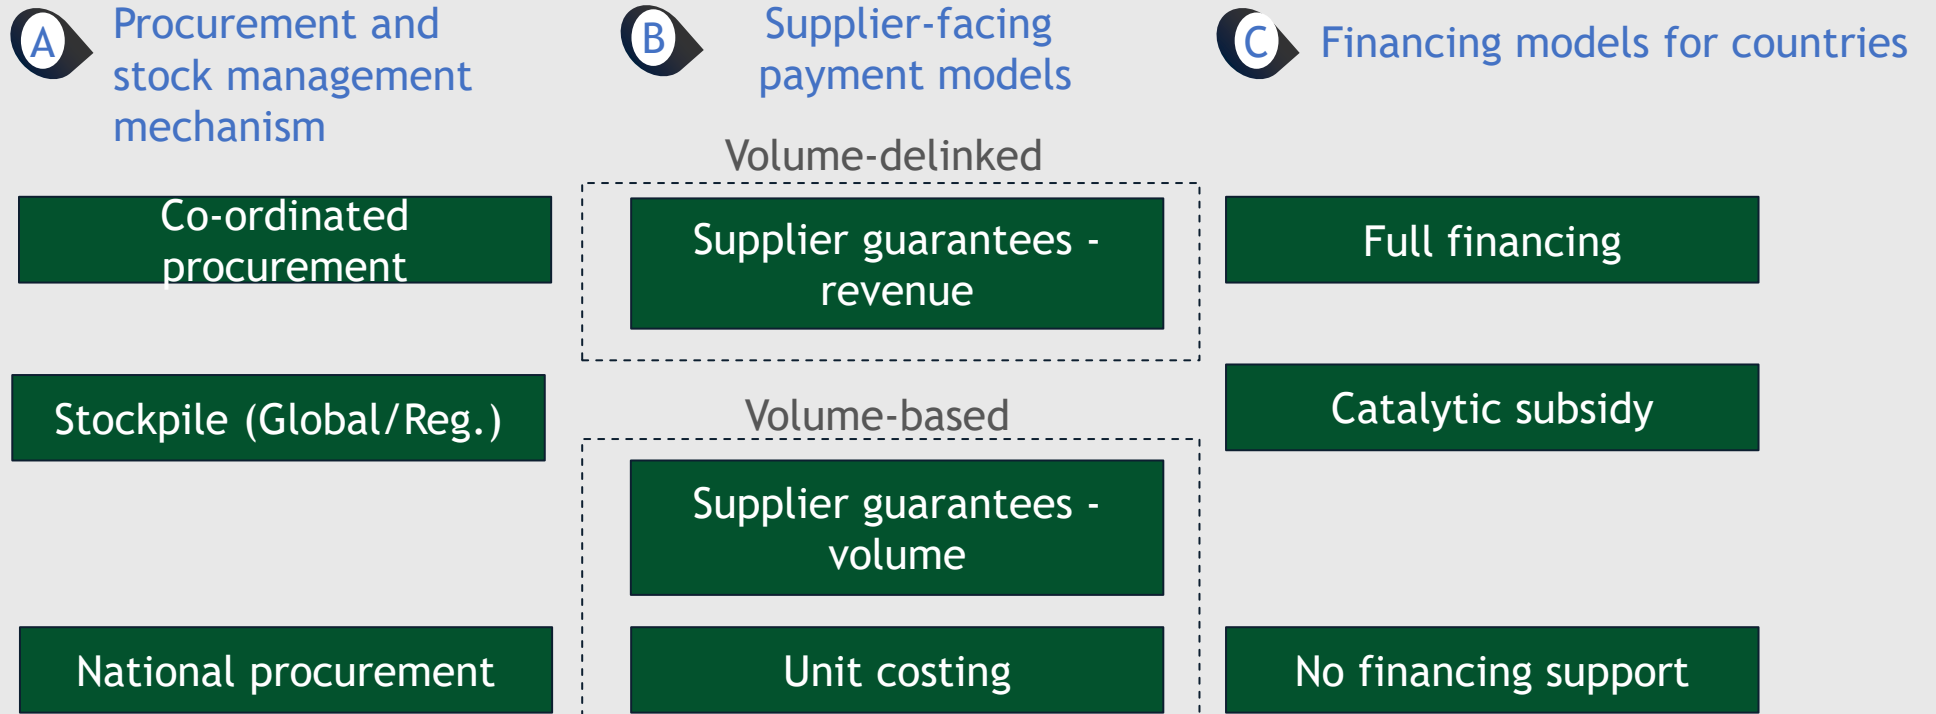 A
Procurement and
stock management
mechanism
Co-ordinated
procurement
Stockpile (Global/Reg.)
National procurement
B
Supplier-facing
payment models
Volume-delinked
Supplier guarantees -
revenue
Volume-based
Supplier guarantees -
volume
Unit costing
C
Financing models for countries
Full financing
Catalytic subsidy
No financing support